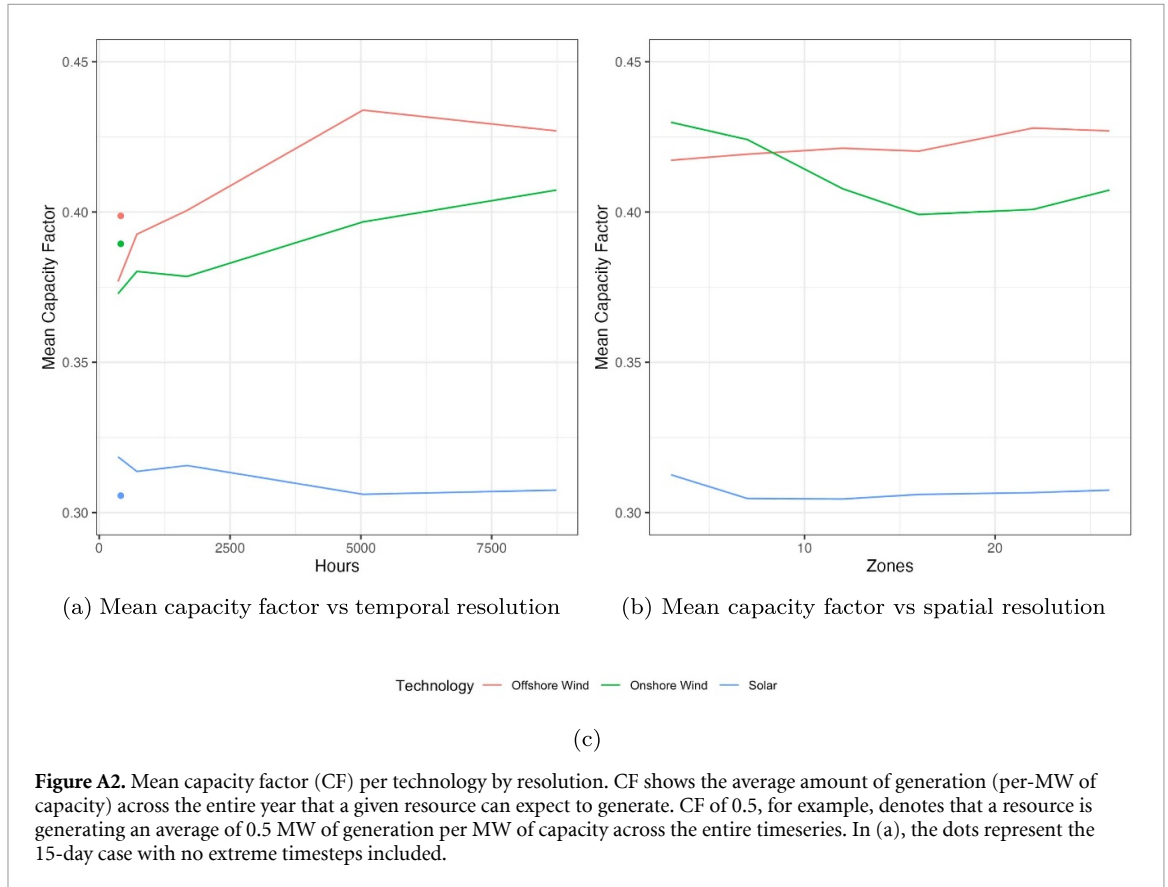 0.45
0.40
0.35
0.30
Mean Capacity Factor
0
2500
5000
7500
Hours
(a) Mean capacity factor vs temporal resolution
0.45
0.40
0.35
0.30
Mean Capacity Factor
10
20
Zones
(b) Mean capacity factor vs spatial resolution
Technology Offshore Wind Onshore Wind Solar
(c)
Figure A2. Mean capacity factor (CF) per technology by resolution. CF shows the average amount of generation (per-MW of
capacity) across the entire year that a given resource can expect to generate. CF of 0.5, for example, denotes that a resource is
generating an average of 0.5 MW of generation per MW of capacity across the entire timeseries. In (a), the dots represent the
15-day case with no extreme timesteps included.